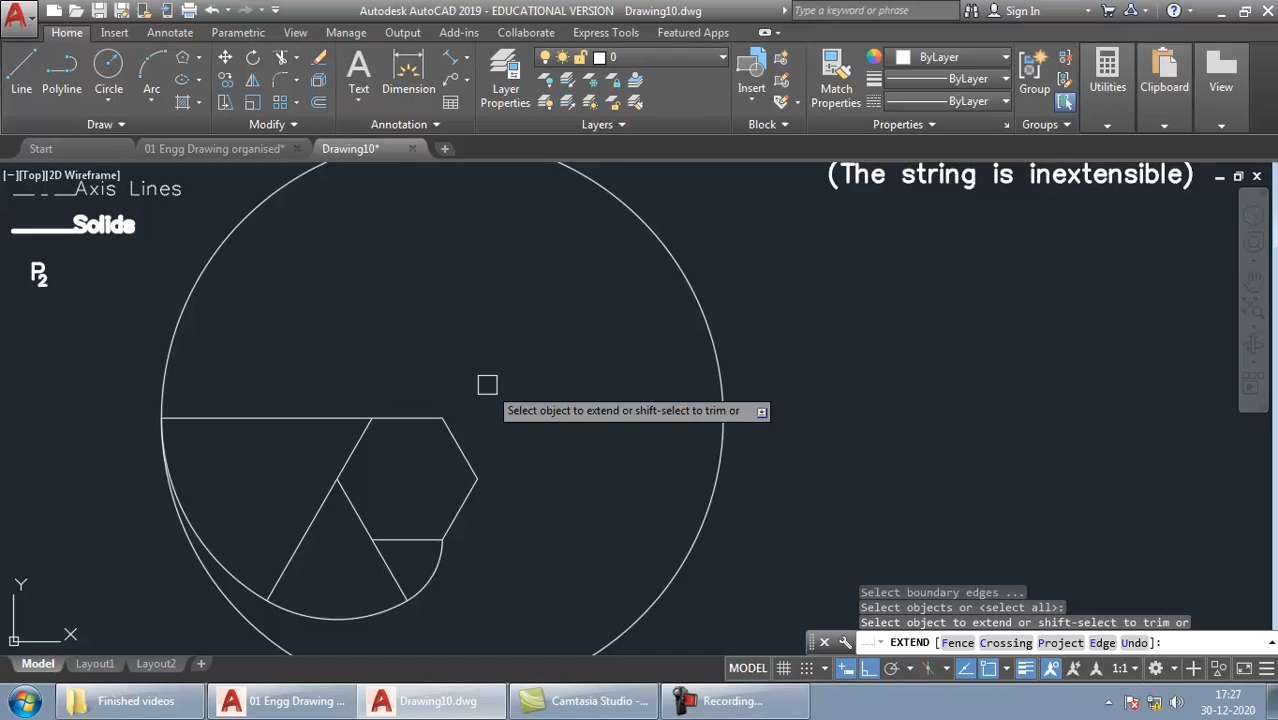 Autodesk AutoCAD 2019 - EDUCATIONAL VERSION Drawing10.dwg
Type a keyword or phrase
Sign In
Home Insert Annotate Parametric View Manage Output Add-ins Collaborate Express Tools Featured Apps
0
ByLayer
ByLayer
ByLayer
Line Polyline Circle Arc
Text Dimension
Layer Properties
Insert
Match Properties
Group
Utilities
Clipboard
View
Draw Modify Annotation Layers Block Properties Groups
Start 01 Engg Drawing organised* Drawing10*
[−][Top][2D Wireframe]
Axis Lines
(The string is inextensible)
Solids
P2
Select object to extend or shift-select to trim or
Y
X
Select boundary edges ...
Select objects or <select all>:
Select object to extend or shift-select to trim or
EXTEND [Fence Crossing Project Edge Undo]:
Model Layout1 Layout2
MODEL
1:1
Finished videos
01 Engg Drawing ...
Drawing10.dwg
Camtasia Studio -...
Recording...
17:27
30-12-2020